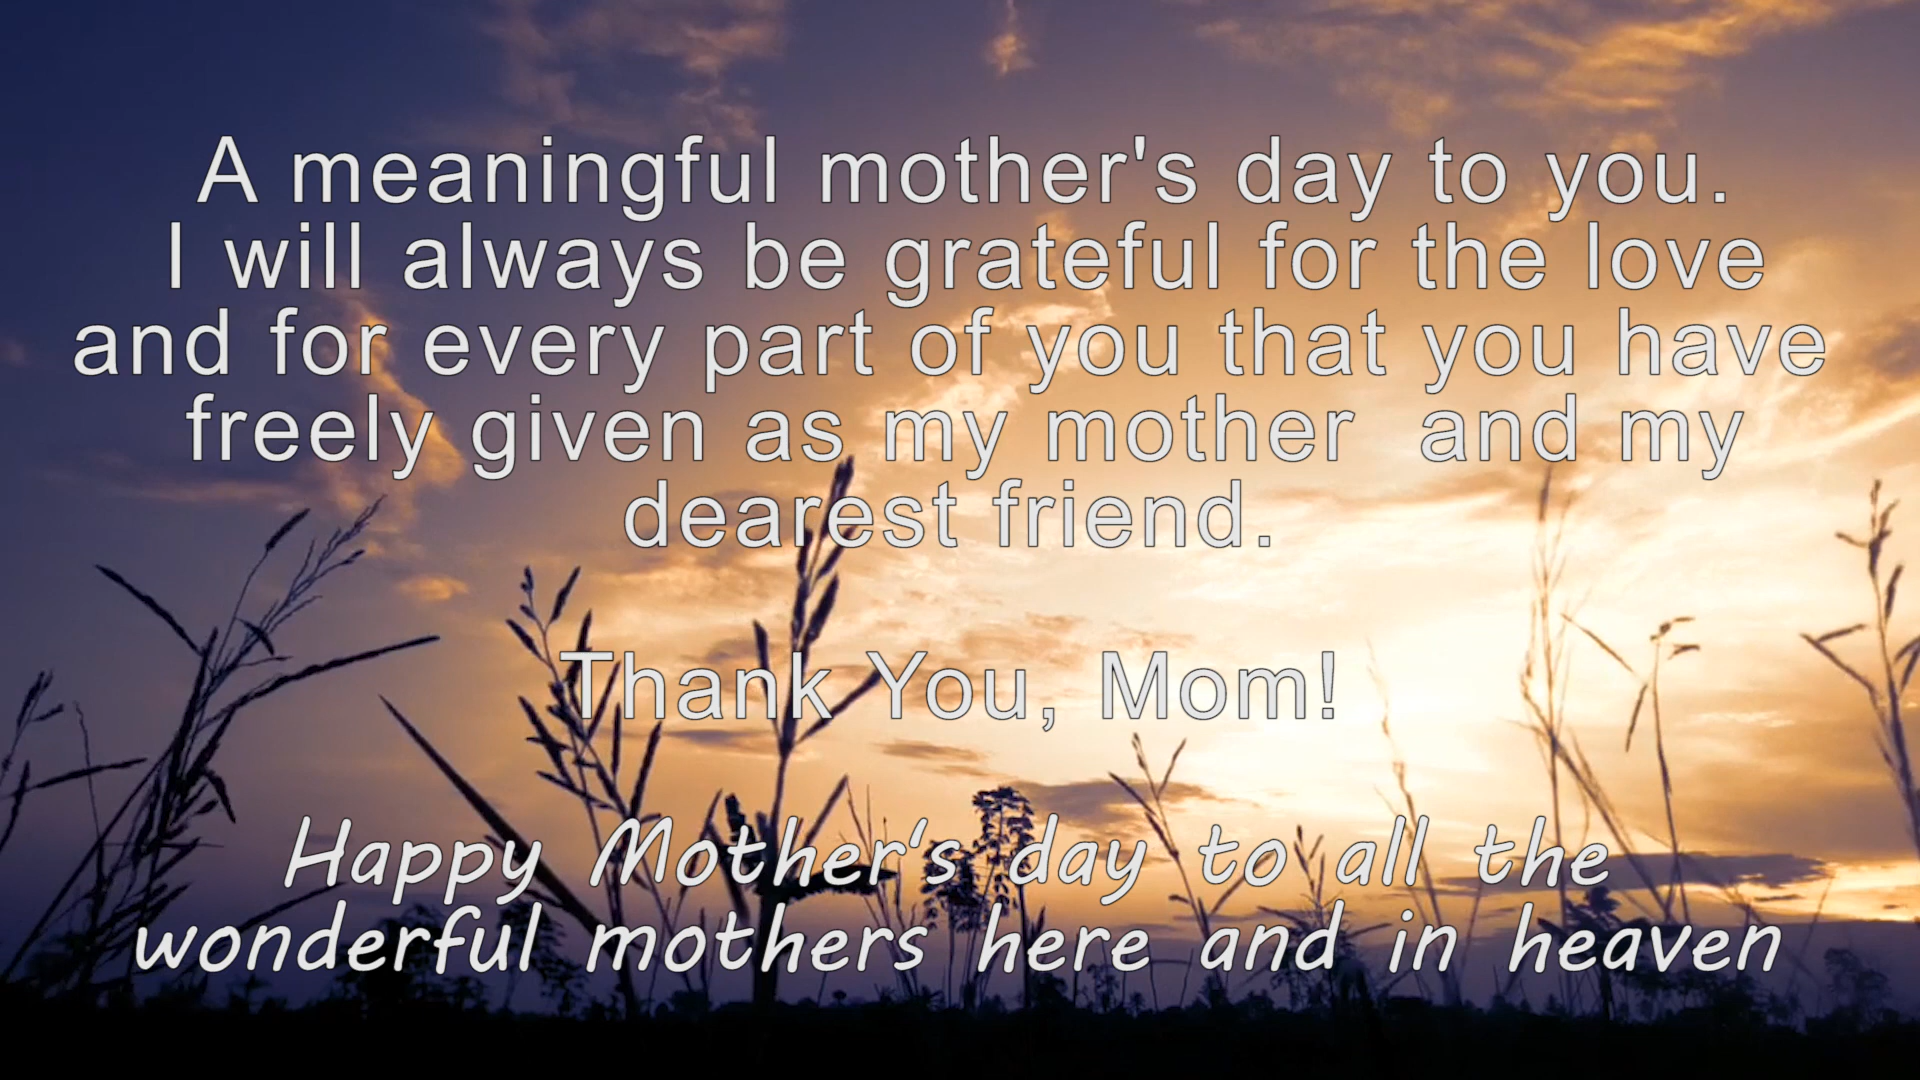 A meaningful mother's day to you.
I will always be grateful for the love
and for every part of you that you have
freely given as my mother  and my
dearest friend.
Thank You, Mom!
Happy Mother‘s day to all the
wonderful mothers here and in heaven